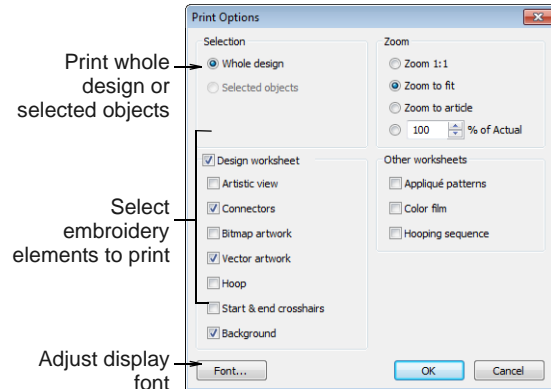 Print Options
Selection
Whole design
Selected objects
Zoom
Zoom 1:1
Zoom to fit
Zoom to article
100 % of Actual
Design worksheet
Artistic view
Connectors
Bitmap artwork
Vector artwork
Hoop
Start & end crosshairs
Background
Other worksheets
Appliqué patterns
Color film
Hooping sequence
Font...
OK
Cancel
Print whole
design or
selected objects
Select
embroidery
elements to print
Adjust display
font